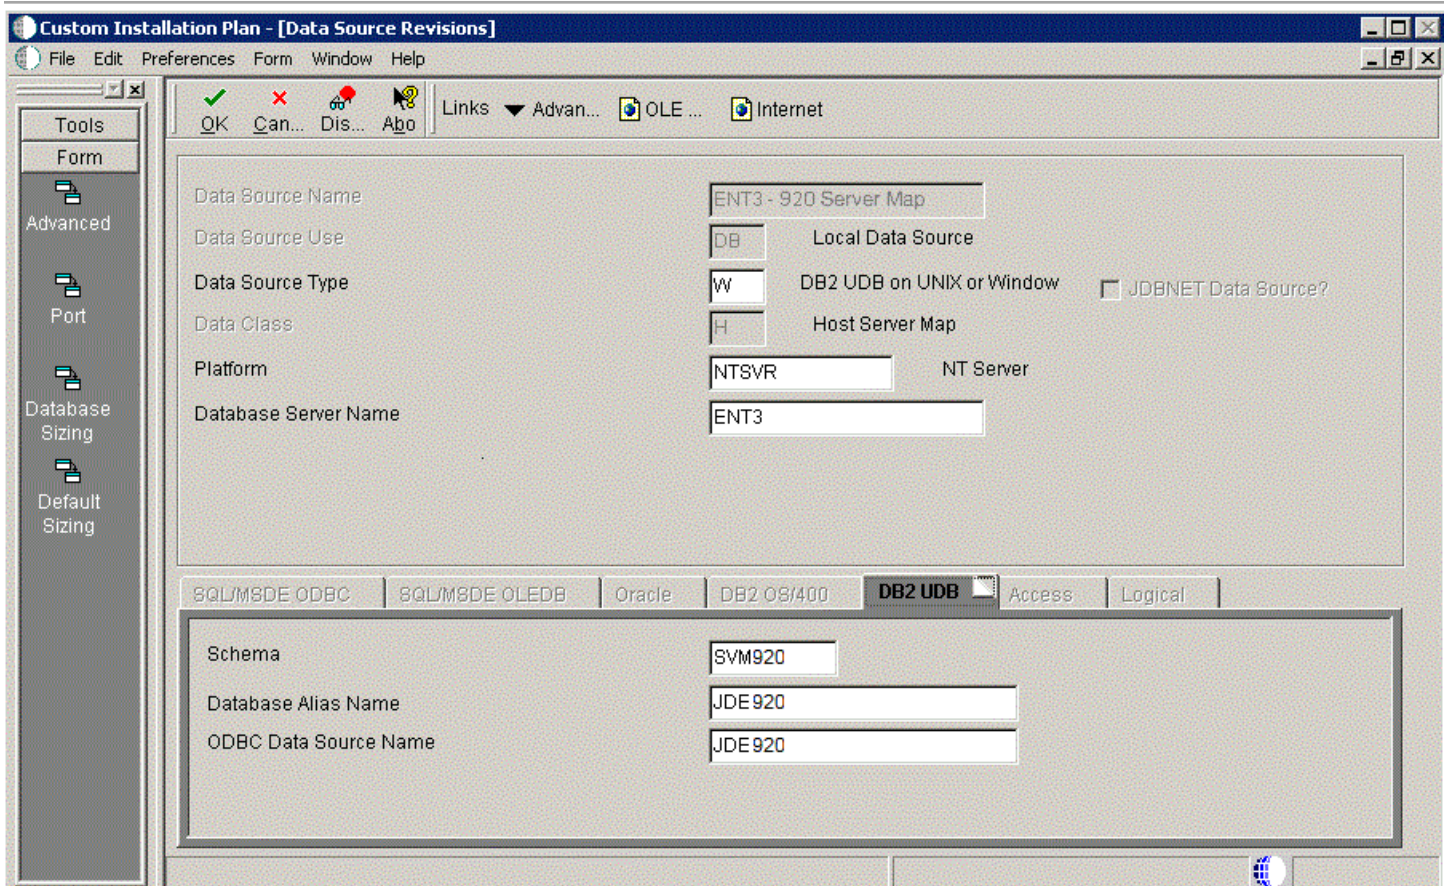 Custom Installation Plan - [Data Source Revisions]
File Edit Preferences Form Window Help
Tools
Form
Advanced
Port
Database
Sizing
Default
Sizing
OK Can... Dis... Abo Links Advan... OLE ... Internet
Data Source Name ENT3 - 920 Server Map
Data Source Use DB Local Data Source
Data Source Type W DB2 UDB on UNIX or Window JDBNET Data Source?
Data Class H Host Server Map
Platform NTSVR NT Server
Database Server Name ENT3
SQL/MSDE ODBC SQL/MSDE OLEDB Oracle DB2 OS/400 DB2 UDB Access Logical
Schema SVM920
Database Alias Name JDE920
ODBC Data Source Name JDE920